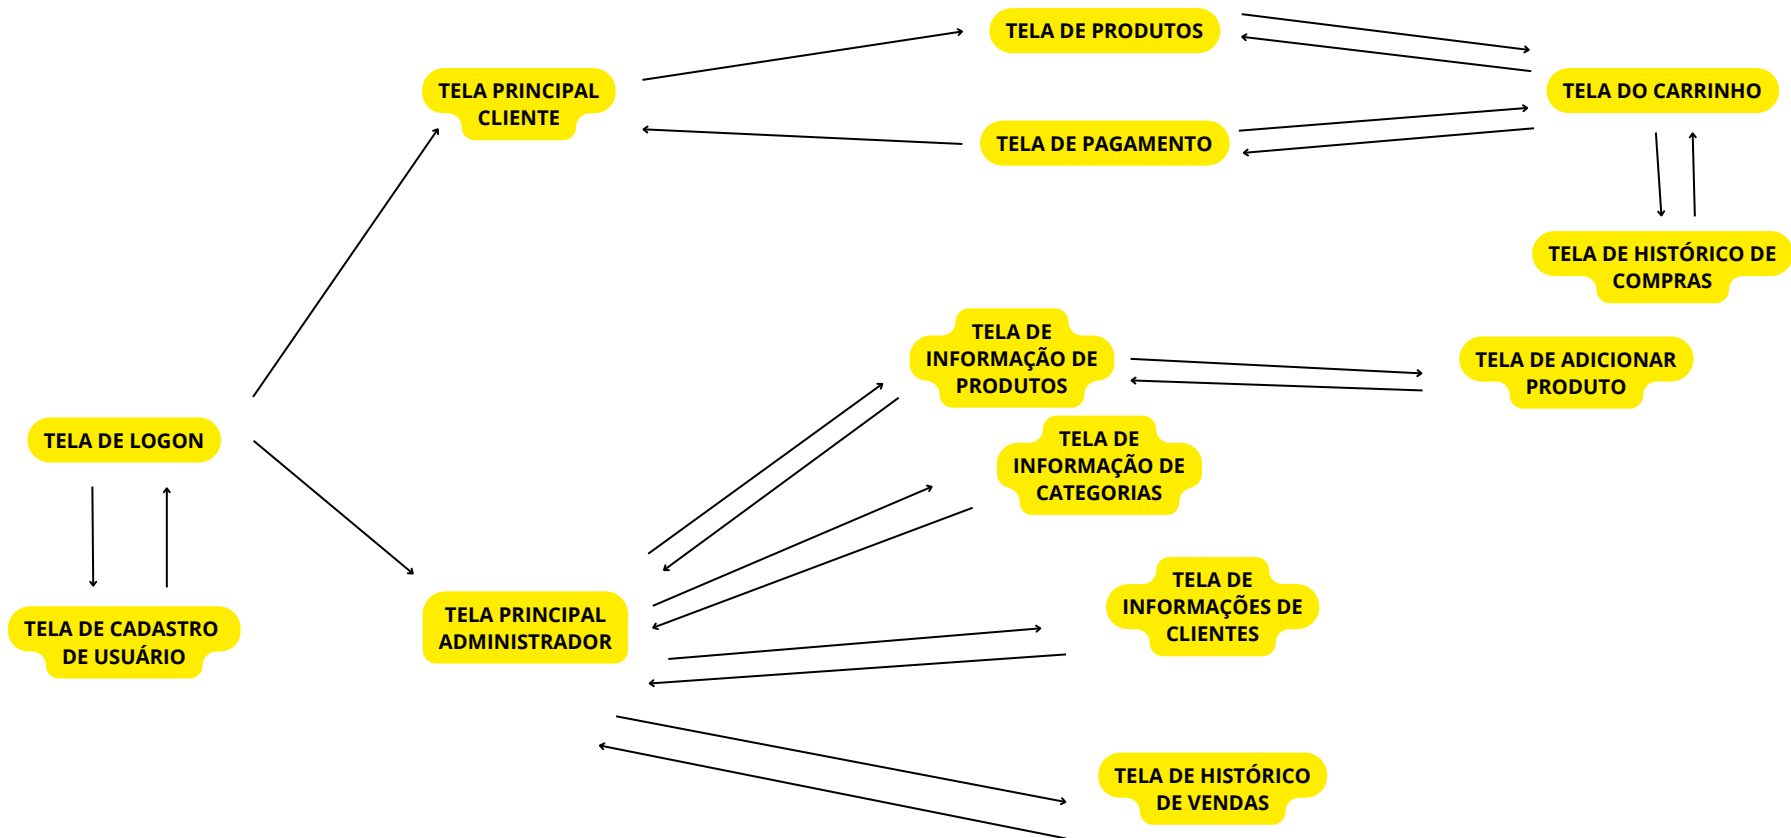 TELA DE PRODUTOS
TELA PRINCIPAL
CLIENTE
TELA DO CARRINHO
TELA DE PAGAMENTO
TELA DE HISTÓRICO DE
COMPRAS
TELA DE
INFORMAÇÃO DE
PRODUTOS
TELA DE ADICIONAR
PRODUTO
TELA DE LOGON
TELA DE
INFORMAÇÃO DE
CATEGORIAS
TELA DE CADASTRO
DE USUÁRIO
TELA PRINCIPAL
ADMINISTRADOR
TELA DE
INFORMAÇÕES DE
CLIENTES
TELA DE HISTÓRICO
DE VENDAS